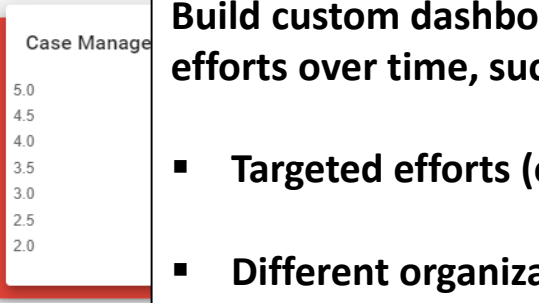 Case Manage
5.0
4.5
4.0
3.5
3.0
2.5
2.0
Build custom dashbo
efforts over time, suc
▪ Targeted efforts (
▪ Different organiza